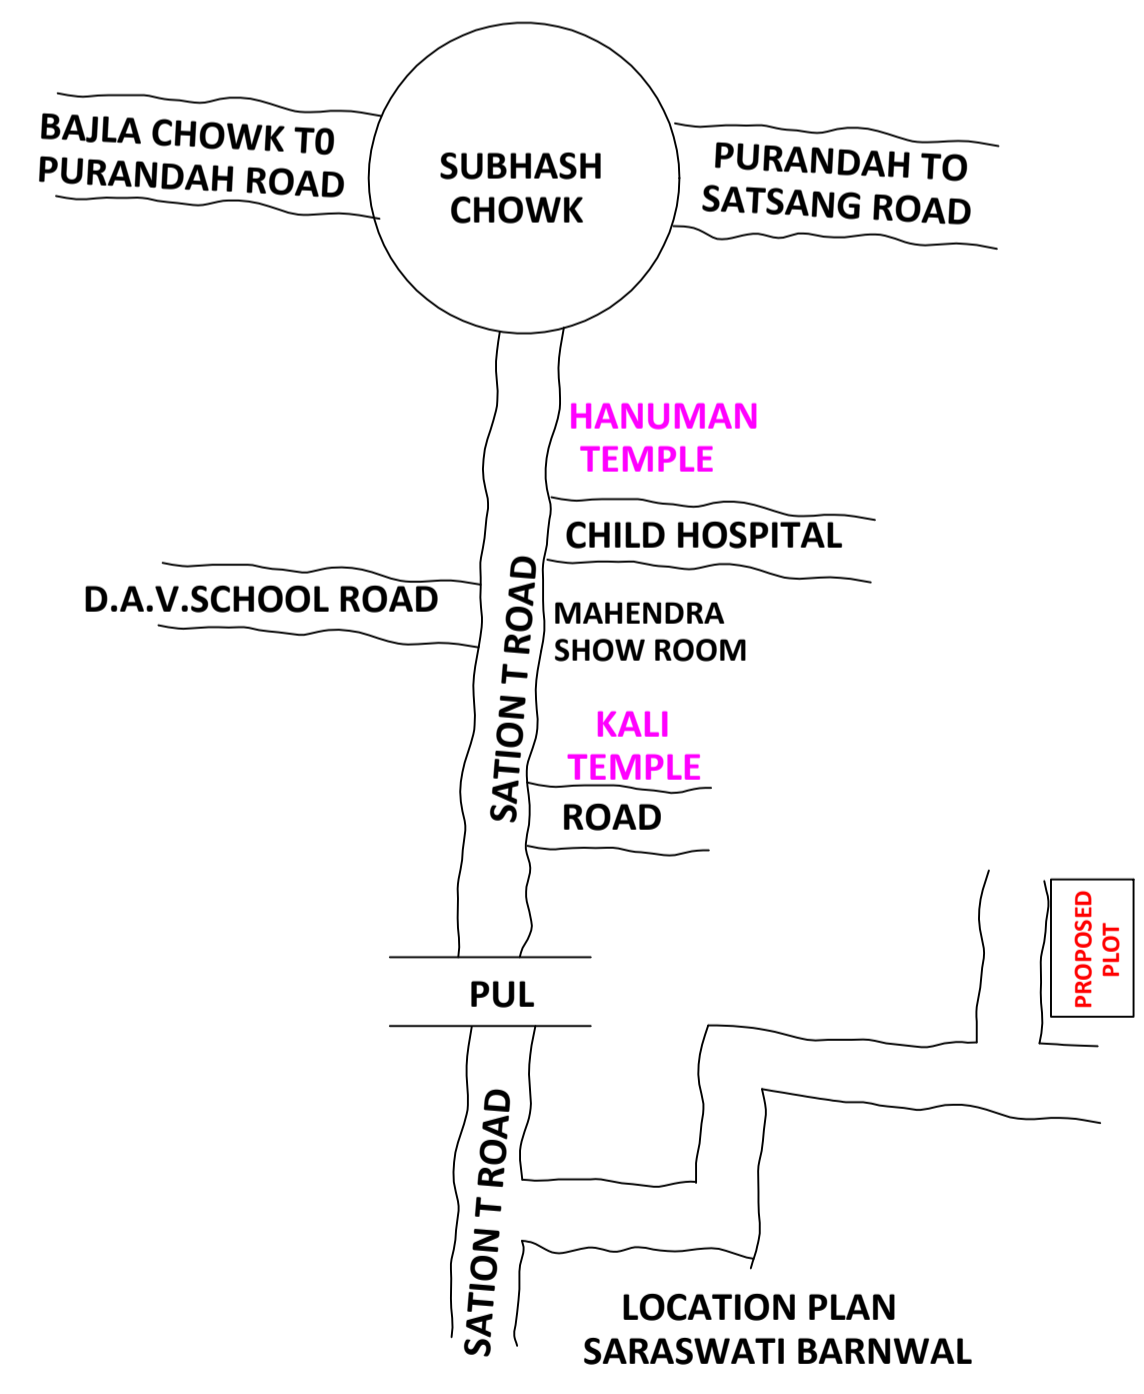 BAJLA CHOWK T0
PURANDAH ROAD
SUBHASH
CHOWK
PURANDAH TO
SATSANG ROAD
HANUMAN
TEMPLE
CHILD HOSPITAL
D.A.V.SCHOOL ROAD
SATION T ROAD
MAHENDRA
SHOW ROOM
KALI
TEMPLE
ROAD
PROPOSED
PLOT
PUL
SATION T ROAD
LOCATION PLAN
SARASWATI BARNWAL